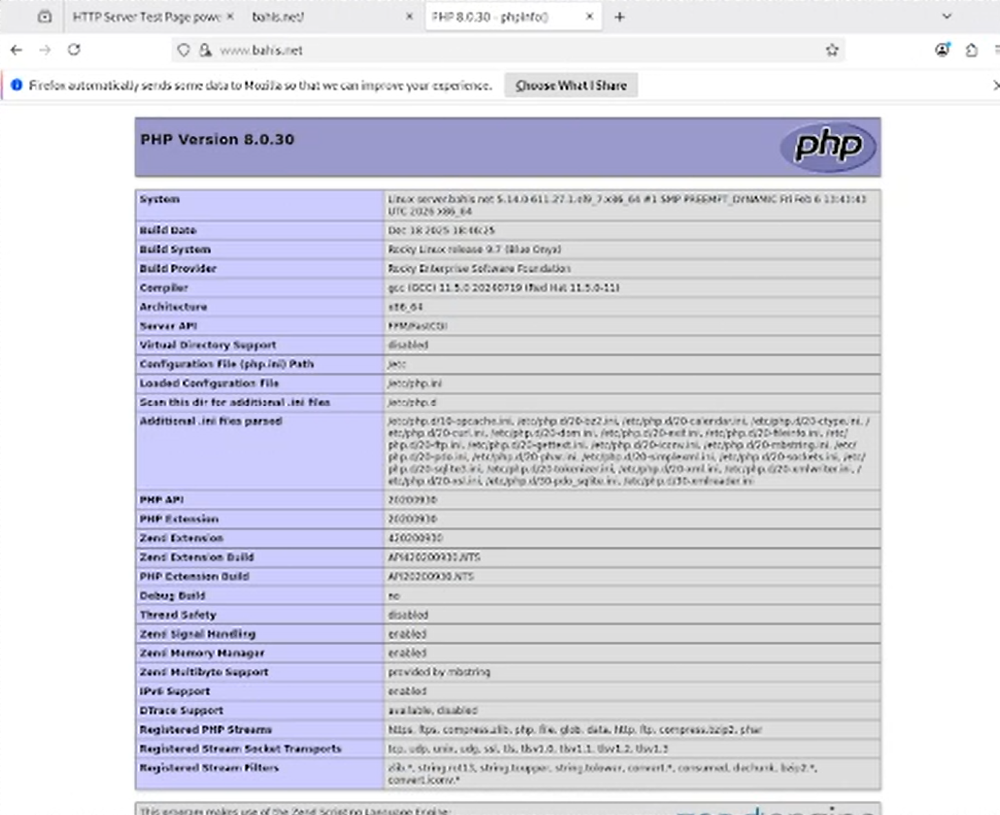 HTTP Server Test Page powe
bahis.net/
PHP 8.0.30 - phpinfo()
www.bahis.net
Firefox automatically sends some data to Mozilla so that we can improve your experience.
Choose What I Share
PHP Version 8.0.30
php
System
Linux server.bahis.net 5.14.0-611.27.1.el9_7.x86_64 #1 SMP PREEMPT_DYNAMIC Fri Feb 6
UTC 2026 x86_64
Build Date
Dec 18 2025
Build System
Rocky Linux release 9.7 (Blue Onyx)
Build Provider
Rocky Enterprise Software Foundation
Compiler
gcc (GCC) 11.5.0 20240719 (Red Hat 11.5.0-11)
Architecture
x86_64
Server API
FPM/FastCGI
Virtual Directory Support
disabled
Configuration File (php.ini) Path
/etc
Loaded Configuration File
/etc/php.ini
Scan this dir for additional .ini files
/etc/php.d
Additional .ini files parsed
/etc/php.d/10-opcache.ini, /etc/php.d/20-bz2.ini, /etc/php.d/20-calendar.ini, /etc/php.d/20-ctype.ini, /
etc/php.d/20-curl.ini, /etc/php.d/20-dom.ini, /etc/php.d/20-exif.ini, /etc/php.d/20-fileinfo.ini, /etc/
php.d/20-ftp.ini, /etc/php.d/20-gettext.ini, /etc/php.d/20-iconv.ini, /etc/php.d/20-mbstring.ini, /etc/
php.d/20-pdo.ini, /etc/php.d/20-phar.ini, /etc/php.d/20-simplexml.ini, /etc/php.d/20-sockets.ini, /etc/
php.d/20-sqlite3.ini, /etc/php.d/20-tokenizer.ini, /etc/php.d/20-xml.ini, /etc/php.d/20-xmlwriter.ini, /
etc/php.d/20-xsl.ini, /etc/php.d/30-pdo_sqlite.ini, /etc/php.d/30-xmlreader.ini
PHP API
20200930
PHP Extension
20200930
Zend Extension
420200930
Zend Extension Build
API420200930,NTS
PHP Extension Build
API20200930,NTS
Debug Build
no
Thread Safety
disabled
Zend Signal Handling
enabled
Zend Memory Manager
enabled
Zend Multibyte Support
provided by mbstring
IPv6 Support
enabled
DTrace Support
available, disabled
Registered PHP Streams
https, ftps, compress.zlib, php, file, glob, data, http, ftp, compress.bzip2, phar
Registered Stream Socket Transports
tcp, udp, unix, udg, ssl, tls, tlsv1.0, tlsv1.1, tlsv1.2, tlsv1.3
Registered Stream Filters
zlib.*, string.rot13, string.toupper, string.tolower, convert.*, consumed, dechunk, bzip2.*,
convert.iconv.*
This program makes use of the Zend Scripting Language Engine: